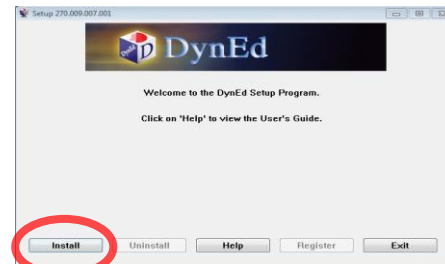 Setup 270.009.007.001
DynEd
Welcome to the DynEd Setup Program.
Click on 'Help' to view the User's Guide.
Install Uninstall Help Register Exit